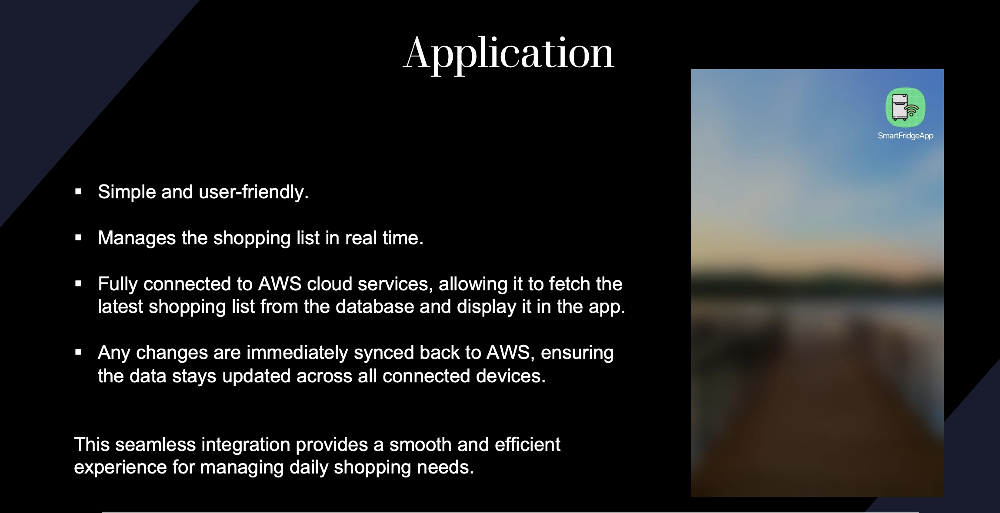 Application
SmartFridgeApp
▪ Simple and user-friendly.
▪ Manages the shopping list in real time.
▪ Fully connected to AWS cloud services, allowing it to fetch the
latest shopping list from the database and display it in the app.
▪ Any changes are immediately synced back to AWS, ensuring
the data stays updated across all connected devices.
This seamless integration provides a smooth and efficient
experience for managing daily shopping needs.